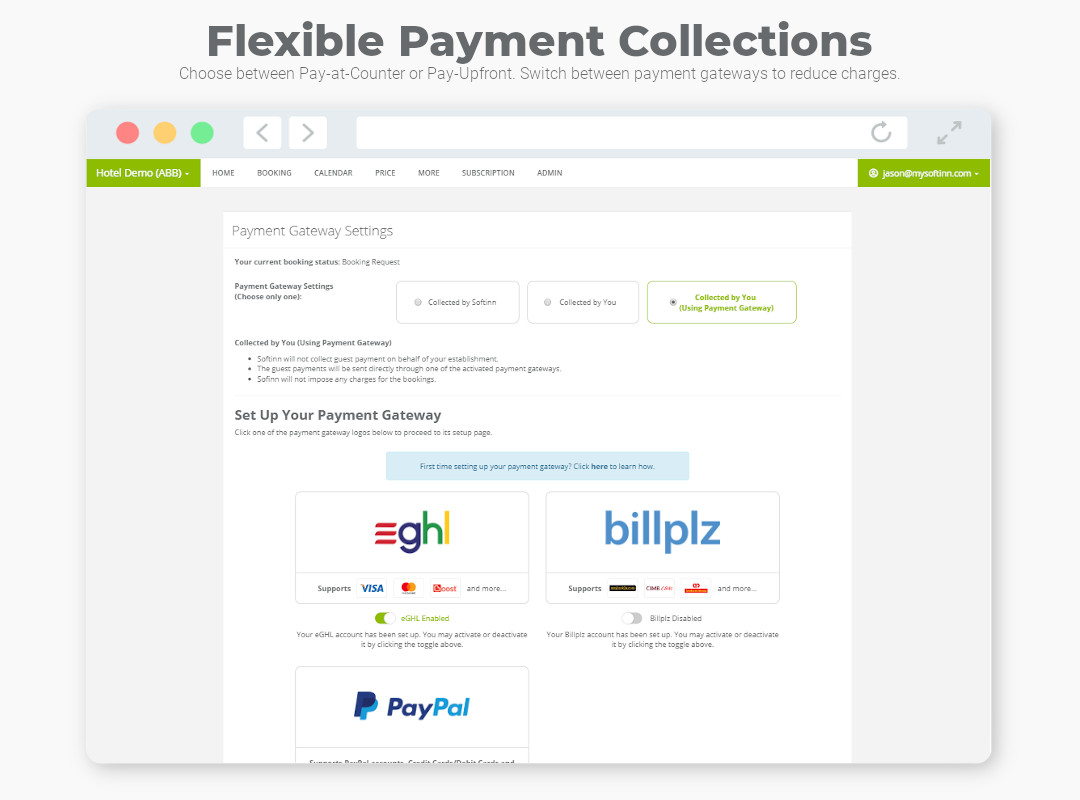 Flexible Payment Collections
Choose between Pay-at-Counter or Pay-Upfront. Switch between payment gateways to reduce charges.
Hotel Demo (ABB) HOME BOOKING CALENDAR PRICE MORE SUBSCRIPTION ADMIN jason@mysoftinn.com
Payment Gateway Settings
Your current booking status: Booking Request
Payment Gateway Settings
(Choose only one):
Collected by Softinn
Collected by You
Collected by You
(Using Payment Gateway)
Collected by You (Using Payment Gateway)
• Softinn will not collect guest payment on behalf of your establishment.
• The guest payments will be sent directly through one of the activated payment gateways.
• Sofinn will not impose any charges for the bookings.
Set Up Your Payment Gateway
Click one of the payment gateway logos below to proceed to its setup page.
First time setting up your payment gateway? Click here to learn how.
eghl
Supports VISA Boost and more...
eGHL Enabled
Your eGHL account has been set up. You may activate or deactivate
it by clicking the toggle above.
billplz
Supports CIMB and more...
Billplz Disabled
Your Billplz account has been set up. You may activate or deactivate
it by clicking the toggle above.
PayPal
Supports PayPal accounts, Credit Cards/Debit Cards and